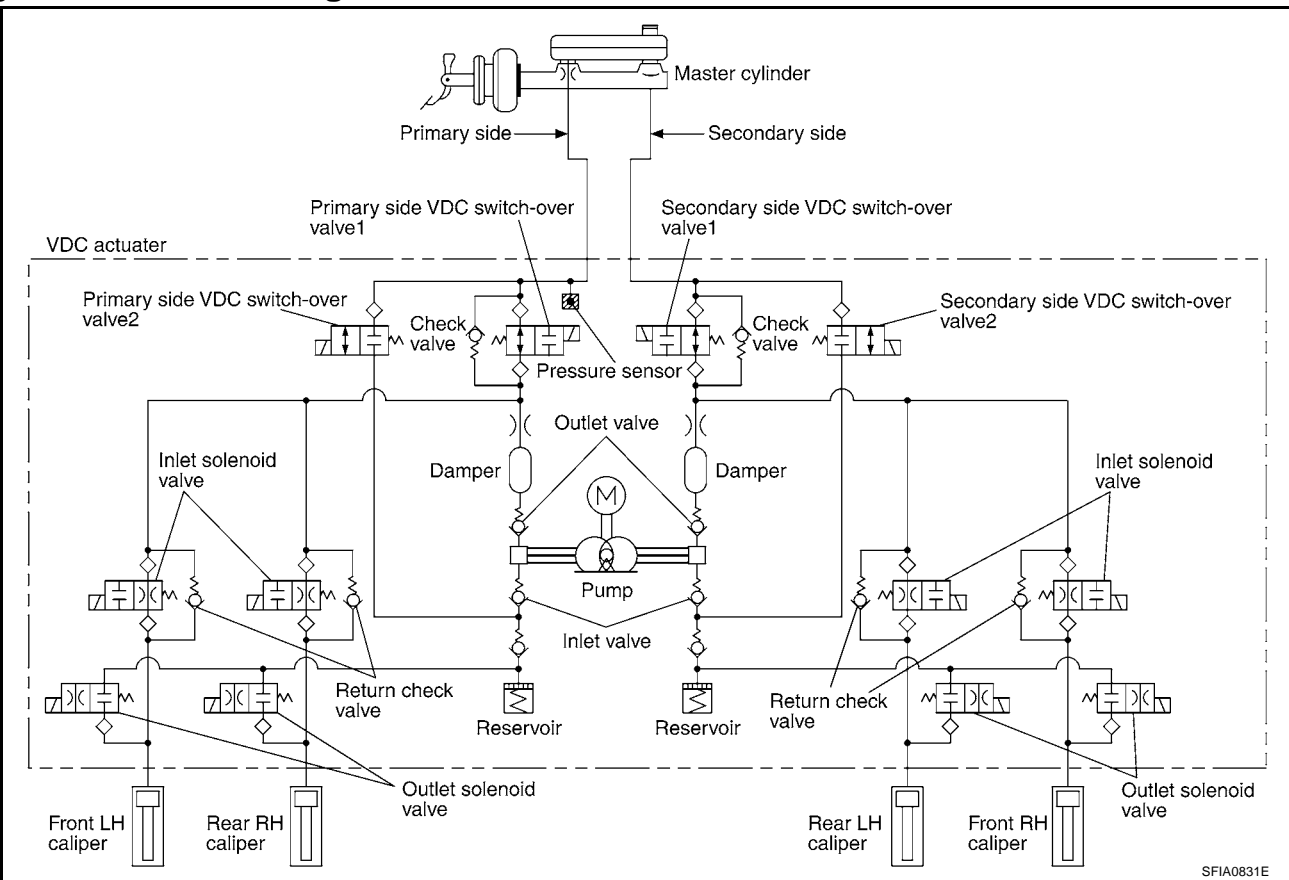 Master cylinder
Primary side
Secondary side
Primary side VDC switch-over
valve1
Secondary side VDC switch-over
valve1
VDC actuater
Primary side VDC switch-over
valve2
Check
valve
Check
valve
Secondary side VDC switch-over
valve2
Pressure sensor
Outlet valve
Inlet solenoid
valve
Damper
Damper
Inlet solenoid
valve
M
Pump
Inlet valve
Return check
valve
Reservoir
Reservoir
Return check
valve
Outlet solenoid
valve
Outlet solenoid
valve
Front LH
caliper
Rear RH
caliper
Rear LH
caliper
Front RH
caliper
SFIA0831E